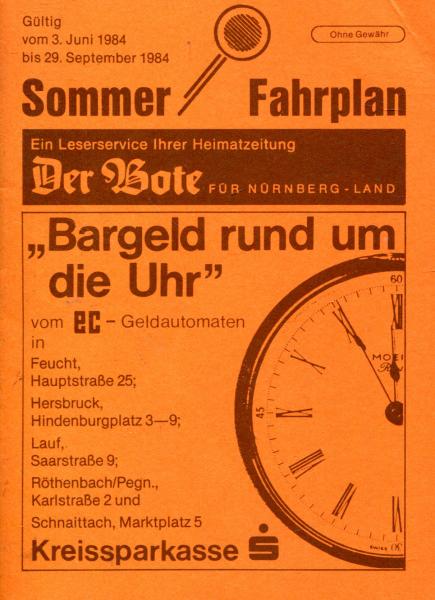 Gültig
vom 3. Juni 1984
bis 29. September 1984
Ohne Gewähr
Sommer Fahrplan
Ein Leserservice Ihrer Heimatzeitung
Der Bote FÜR NÜRNBERG-LAND
„Bargeld rund um
die Uhr”
vom ec – Geldautomaten
in
Feucht,
Hauptstraße 25;
Hersbruck,
Hindenburgplatz 3—9;
Lauf,
Saarstraße 9;
Röthenbach/Pegn.,
Karlstraße 2 und
Schnaittach, Marktplatz 5
Kreissparkasse S
60
45
SWISS